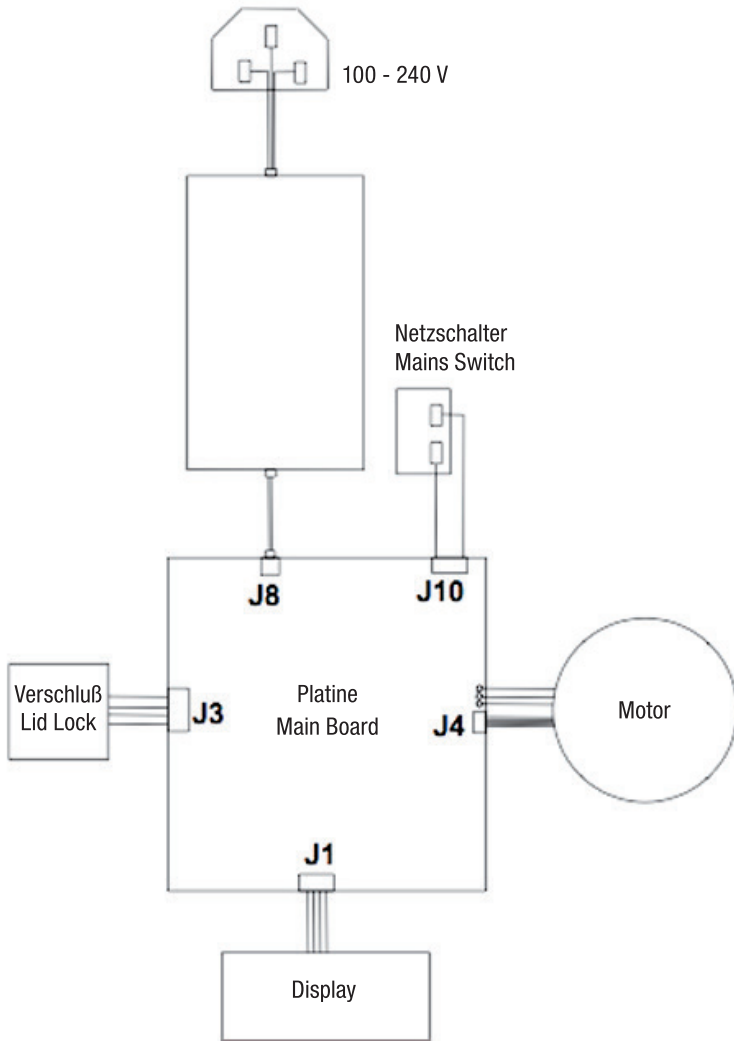 100 - 240 V
Netzschalter
Mains Switch
J8
J10
Verschluß
Lid Lock
J3
Platine
Main Board
J4
Motor
J1
Display